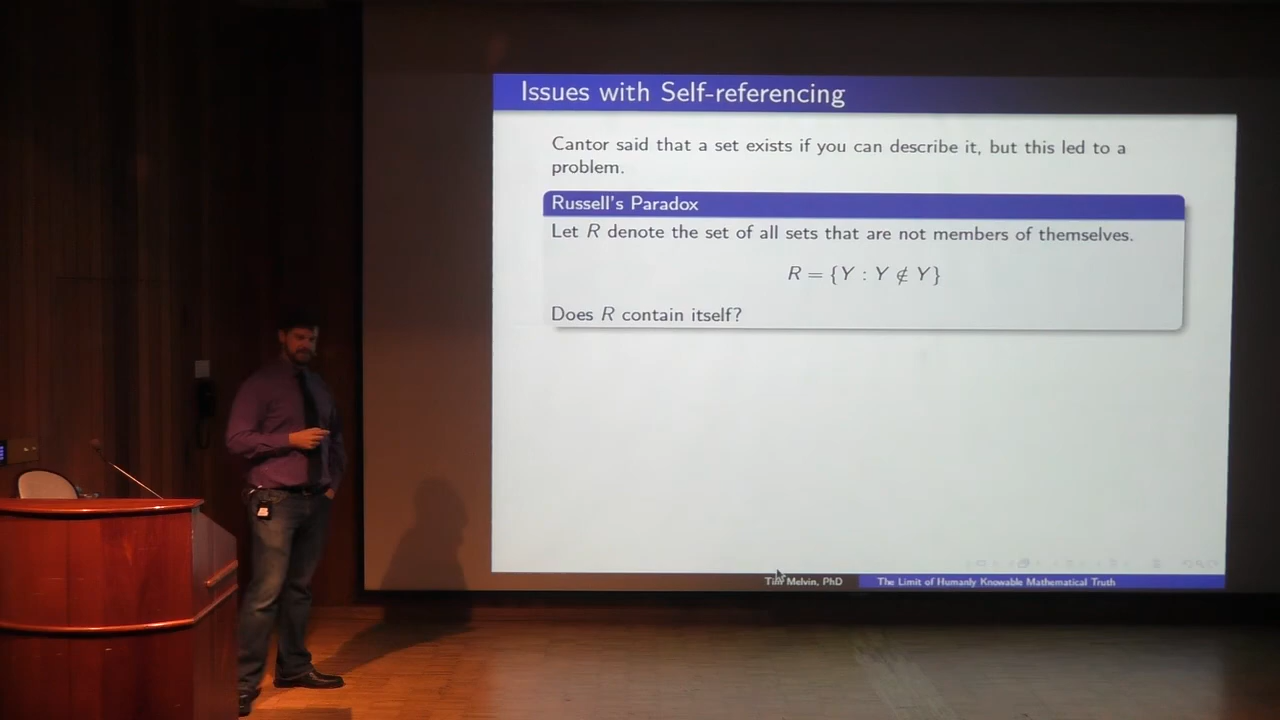 Issues with Self-referencing
Cantor said that a set exists if you can describe it, but this led to a
problem.
Russell's Paradox
Let R denote the set of all sets that are not members of themselves.
R = {Y : Y ∉ Y}
Does R contain itself?
Tim Melvin, PhD
The Limit of Humanly Knowable Mathematical Truth